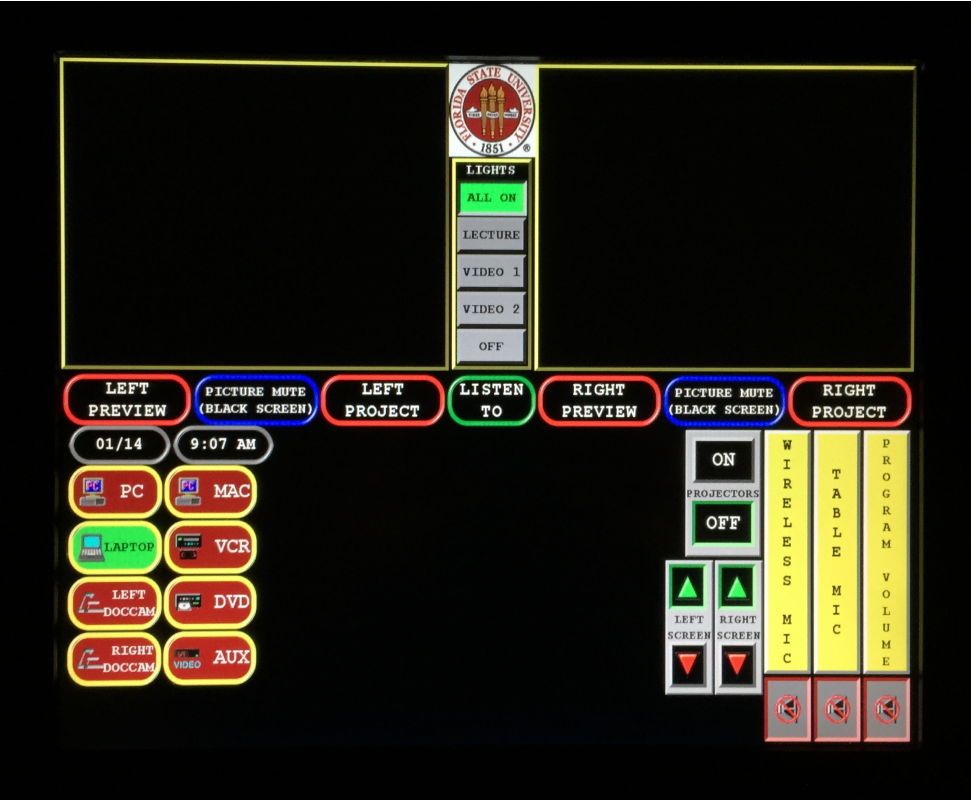 FLORIDA STATE UNIVERSITY
1851
®
LIGHTS
ALL ON
LECTURE
VIDEO 1
VIDEO 2
OFF
LEFT
PREVIEW
PICTURE MUTE
(BLACK SCREEN)
LEFT
PROJECT
LISTEN
TO
RIGHT
PREVIEW
PICTURE MUTE
(BLACK SCREEN)
RIGHT
PROJECT
01/14
9:07 AM
PC
PC
PC
MAC
LAPTOP
VCR
LEFT
DOCCAM
DVD
RIGHT
DOCCAM
VIDEO
AUX
ON
PROJECTORS
OFF
LEFT
SCREEN
RIGHT
SCREEN
WIRELESS MIC
TABLE MIC
PROGRAM VOLUME